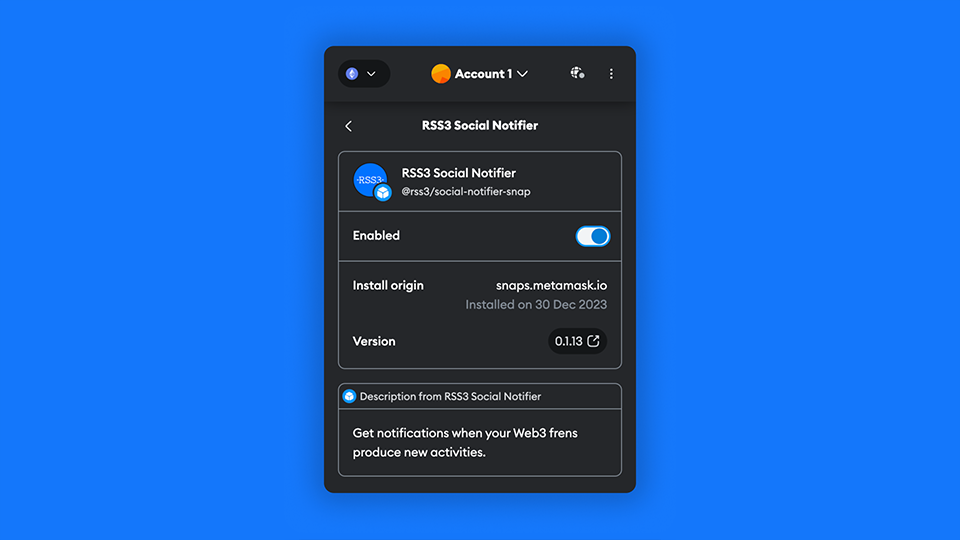 Account 1
RSS3 Social Notifier
RSS3
RSS3 Social Notifier
@rss3/social-notifier-snap
Enabled
Install origin
snaps.metamask.io
Installed on 30 Dec 2023
Version
0.1.13
Description from RSS3 Social Notifier
Get notifications when your Web3 frens
produce new activities.